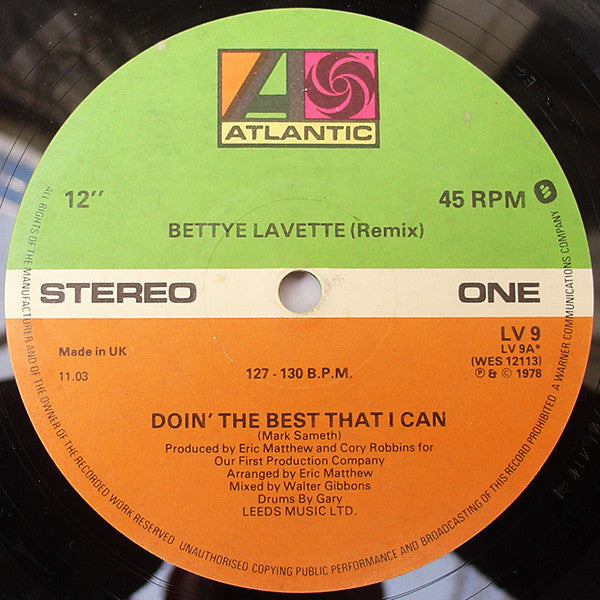 ATLANTIC
12″ 45 RPM
BETTYE LAVETTE (Remix)
STEREO ONE
LV 9
LV 9A*
(WES 12113)
Ⓟ & © 1978
Made in UK
11.03
127 - 130 B.P.M.
DOIN' THE BEST THAT I CAN
(Mark Sameth)
Produced by Eric Matthew and Cory Robbins for
Our First Production Company
Arranged by Eric Matthew
Mixed by Walter Gibbons
Drums By Gary
LEEDS MUSIC LTD.
ALL RIGHTS OF THE MANUFACTURER AND OF THE OWNER OF THE RECORDED WORK RESERVED UNAUTHORISED COPYING PUBLIC PERFORMANCE AND BROADCASTING OF THIS RECORD PROHIBITED A WARNER COMMUNICATIONS COMPANY